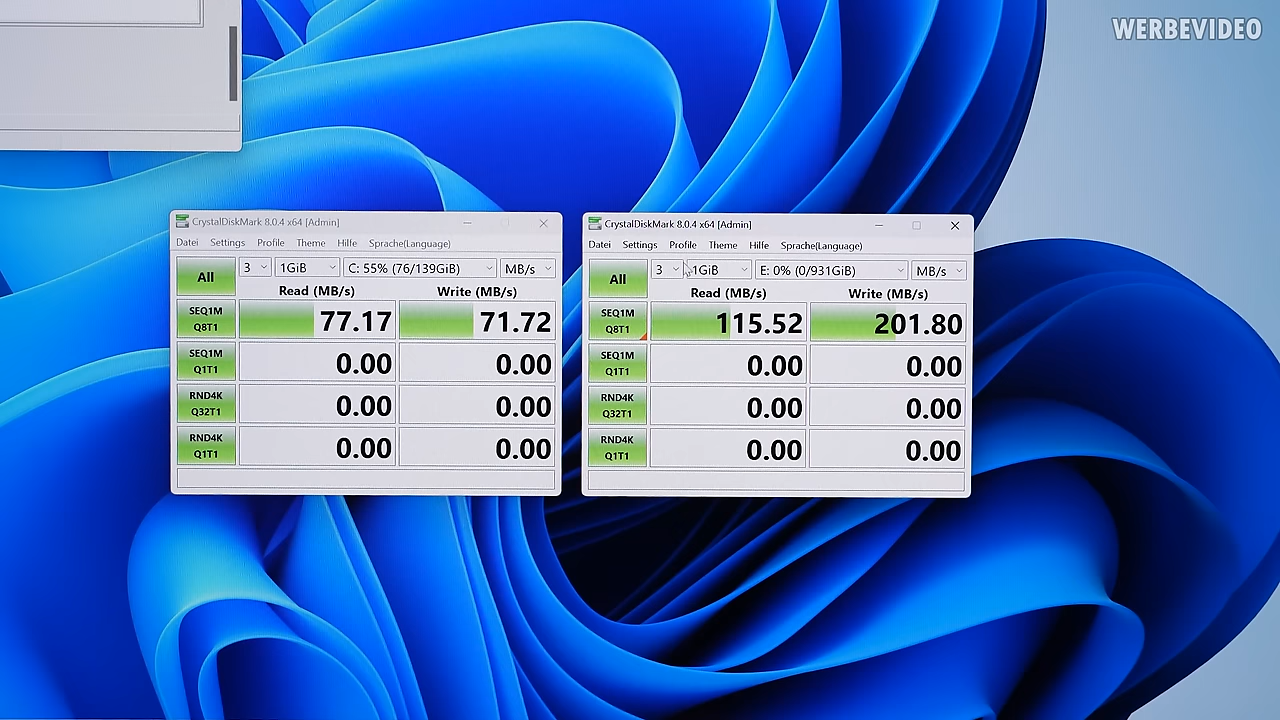 WERBEVIDEO
CrystalDiskMark 8.0.4 x64 [Admin]
Datei Settings Profile Theme Hilfe Sprache(Language)
All 3 1GiB C: 55% (76/139GiB) MB/s
Read (MB/s) Write (MB/s)
SEQ1M
Q8T1 77.17 71.72
SEQ1M
Q1T1 0.00 0.00
RND4K
Q32T1 0.00 0.00
RND4K
Q1T1 0.00 0.00
CrystalDiskMark 8.0.4 x64 [Admin]
Datei Settings Profile Theme Hilfe Sprache(Language)
All 3 1GiB E: 0% (0/931GiB) MB/s
Read (MB/s) Write (MB/s)
SEQ1M
Q8T1 115.52 201.80
SEQ1M
Q1T1 0.00 0.00
RND4K
Q32T1 0.00 0.00
RND4K
Q1T1 0.00 0.00